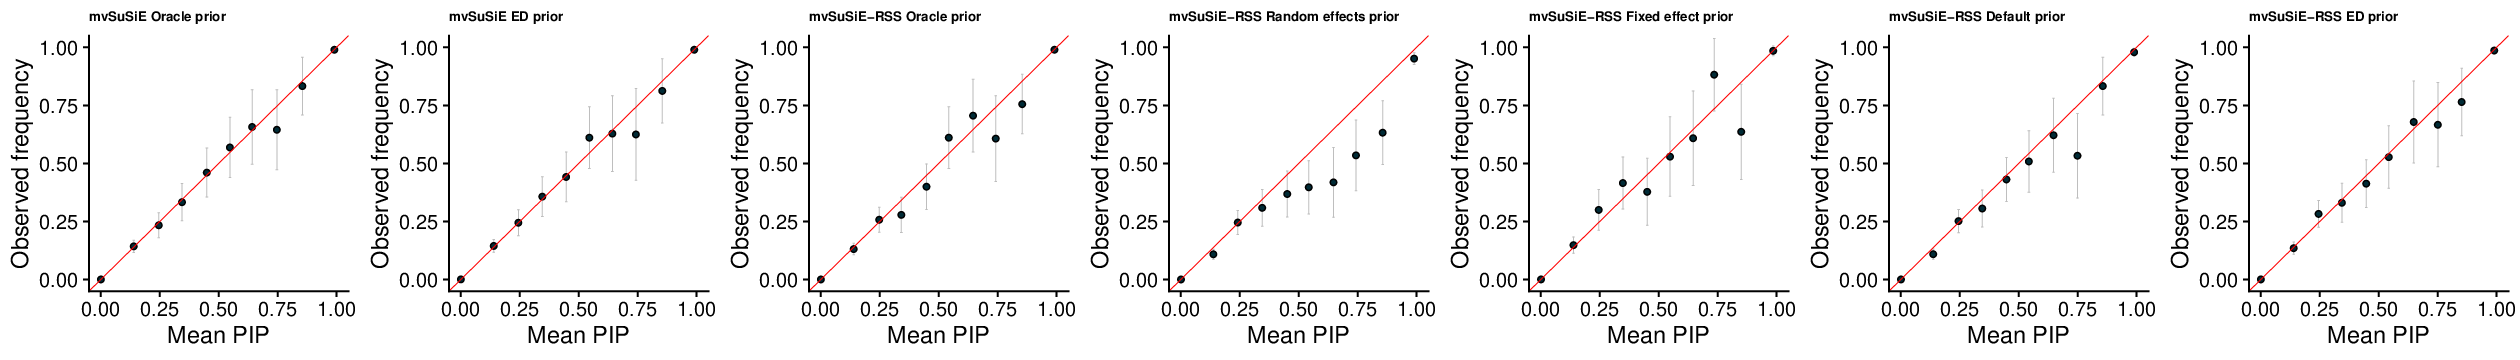 mvSuSiE Oracle prior
Observed frequency
1.00
0.75
0.50
0.25
0.00
0.00 0.25 0.50 0.75 1.00
Mean PIP
mvSuSiE ED prior
Observed frequency
1.00
0.75
0.50
0.25
0.00
0.00 0.25 0.50 0.75 1.00
Mean PIP
mvSuSiE−RSS Oracle prior
Observed frequency
1.00
0.75
0.50
0.25
0.00
0.00 0.25 0.50 0.75 1.00
Mean PIP
mvSuSiE−RSS Random effects prior
Observed frequency
1.00
0.75
0.50
0.25
0.00
0.00 0.25 0.50 0.75 1.00
Mean PIP
mvSuSiE−RSS Fixed effect prior
Observed frequency
1.00
0.75
0.50
0.25
0.00
0.00 0.25 0.50 0.75 1.00
Mean PIP
mvSuSiE−RSS Default prior
Observed frequency
1.00
0.75
0.50
0.25
0.00
0.00 0.25 0.50 0.75 1.00
Mean PIP
mvSuSiE−RSS ED prior
Observed frequency
1.00
0.75
0.50
0.25
0.00
0.00 0.25 0.50 0.75 1.00
Mean PIP